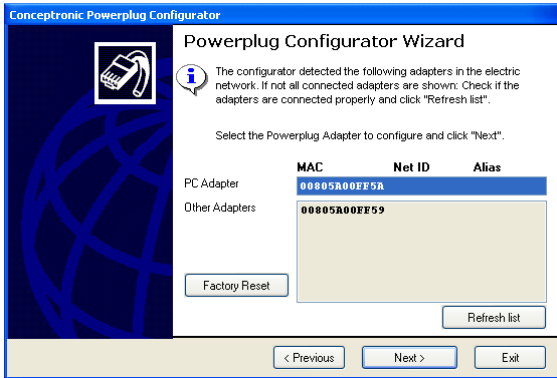 Conceptronic Powerplug Configurator
Powerplug Configurator Wizard
The configurator detected the following adapters in the electric
network. If not all connected adapters are shown: Check if the
adapters are connected properly and click "Refresh list".
Select the Powerplug Adapter to configure and click "Next".
MAC Net ID Alias
PC Adapter 00805A00FF5A
Other Adapters 00805A00FF59
Factory Reset
Refresh list
< Previous Next > Exit